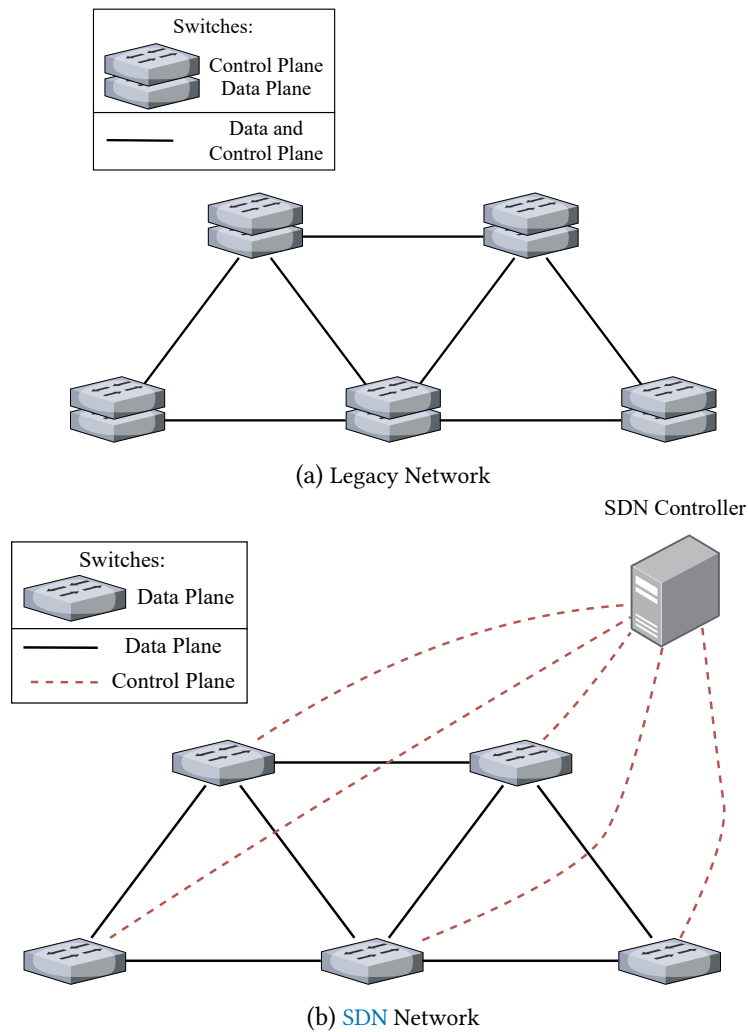 Switches:
Control Plane
Data Plane
Data and
Control Plane
(a) Legacy Network
SDN Controller
Switches:
Data Plane
Data Plane
Control Plane
(b) SDN Network